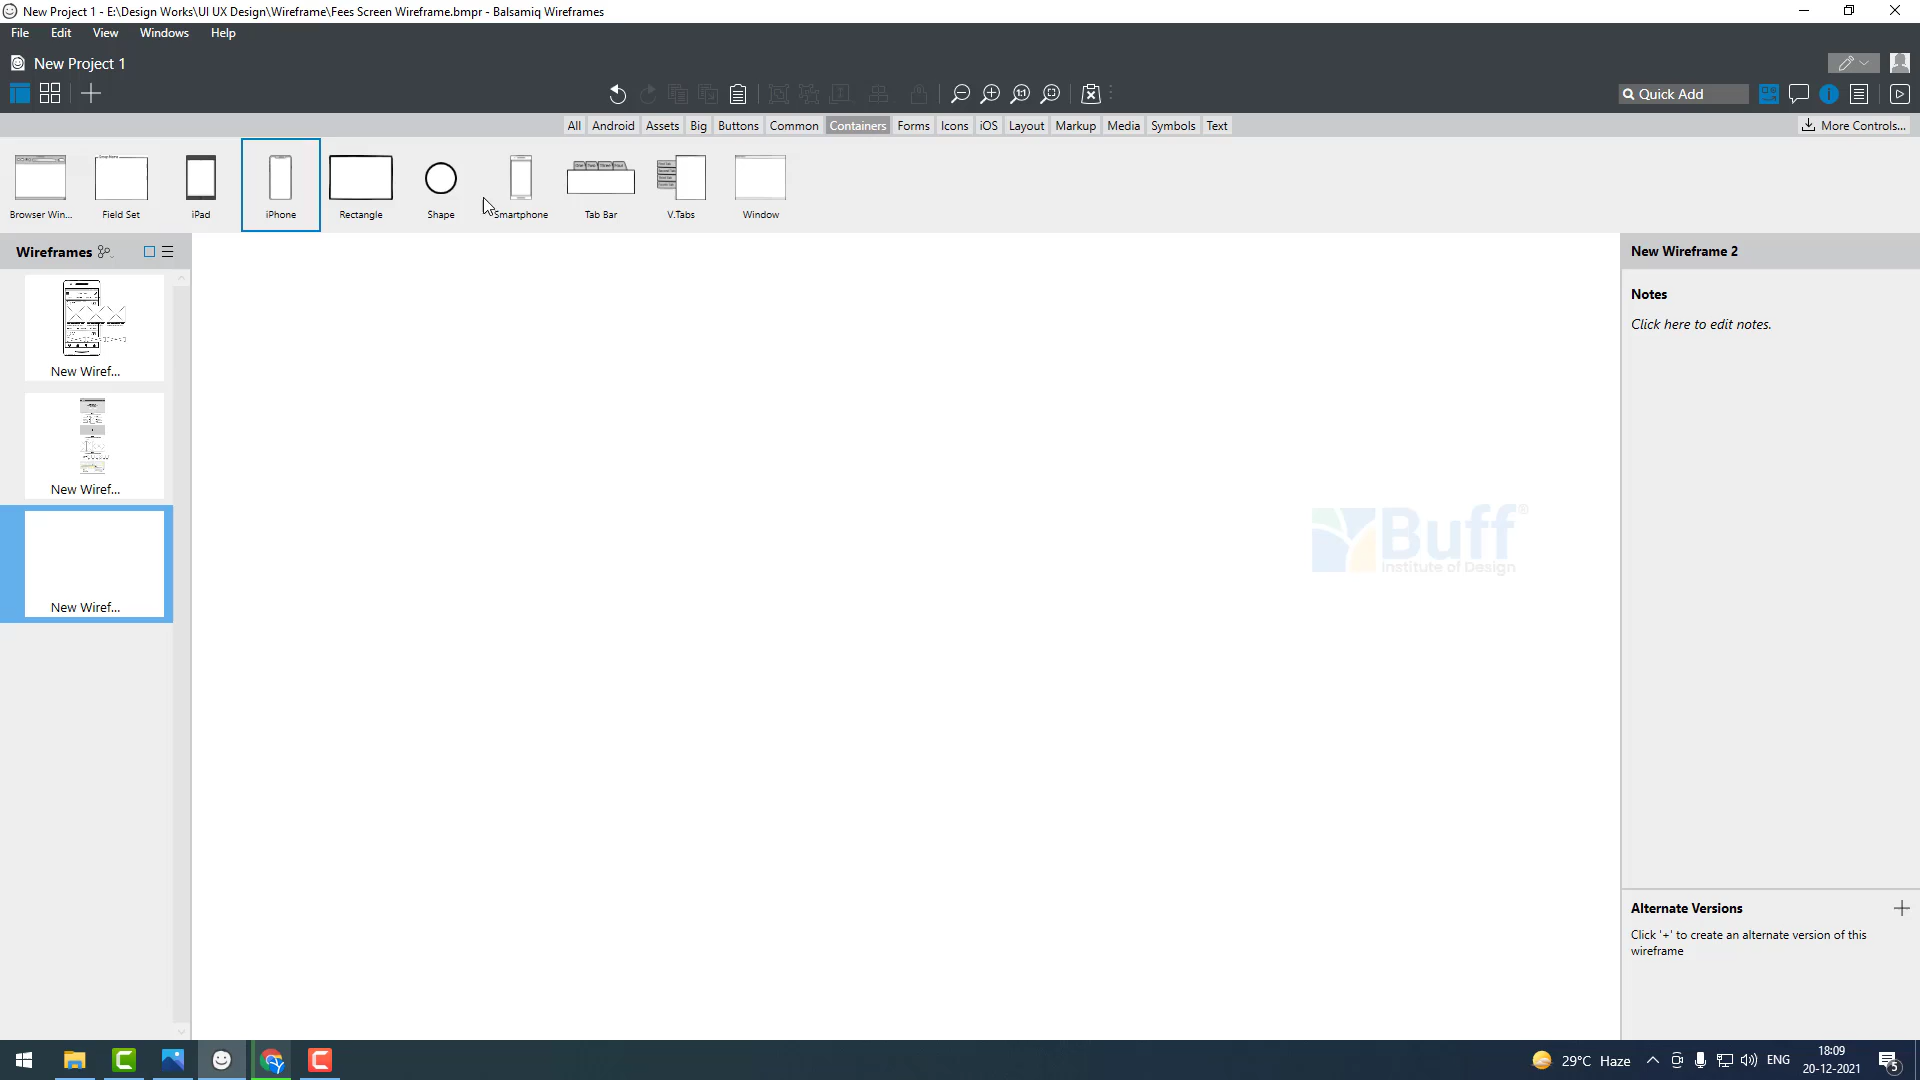 New Project 1 - E:\Design Works\UI UX Design\Wireframe\Fees Screen Wireframe.bmpr - Balsamiq Wireframes
File Edit View Windows Help
New Project 1
1:1
Quick Add
All Android Assets Big Buttons Common Containers Forms Icons iOS Layout Markup Media Symbols Text
More Controls...
Browser Win... Field Set iPad iPhone Rectangle Shape Smartphone Tab Bar V.Tabs Window
Wireframes
New Wiref...
New Wiref...
New Wiref...
New Wireframe 2
Notes
Click here to edit notes.
Buff®
Institute of Design
Alternate Versions
Click '+' to create an alternate version of this
wireframe
29°C Haze
ENG
18:09
20-12-2021
5